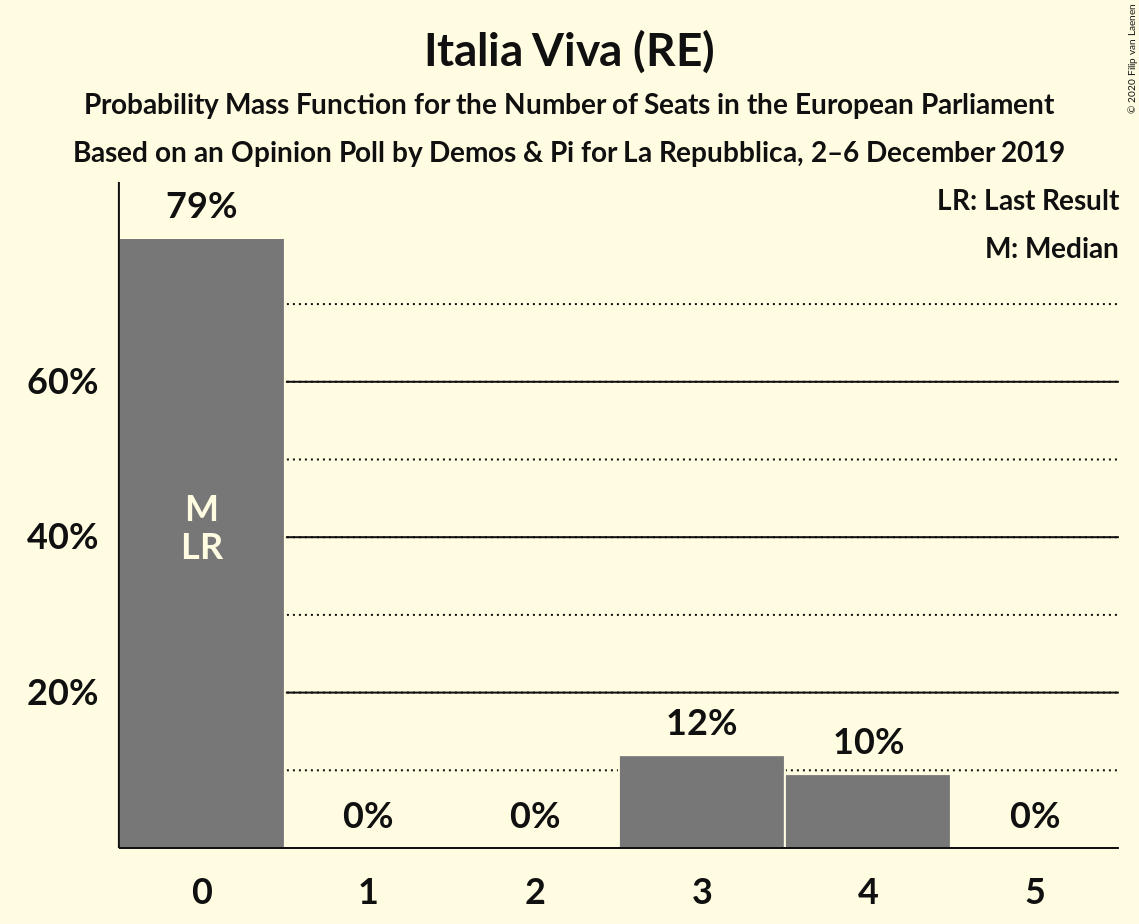 Italia Viva (RE)
Probability Mass Function for the Number of Seats in the European Parliament
Based on an Opinion Poll by Demos & Pi for La Repubblica, 2–6 December 2019
© 2020 Filip van Laenen
LR: Last Result
M: Median
79%
60%
40%
20%
M
LR
0%
0%
12%
10%
0%
0 1 2 3 4 5